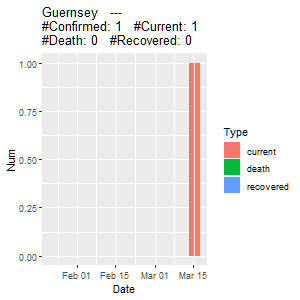 Guernsey   ---
#Confirmed: 1   #Current: 1
#Death: 0   #Recovered: 0
1.00
0.75
0.50
0.25
0.00
Num
Feb 01
Feb 15
Mar 01
Mar 15
Date
Type
current
death
recovered